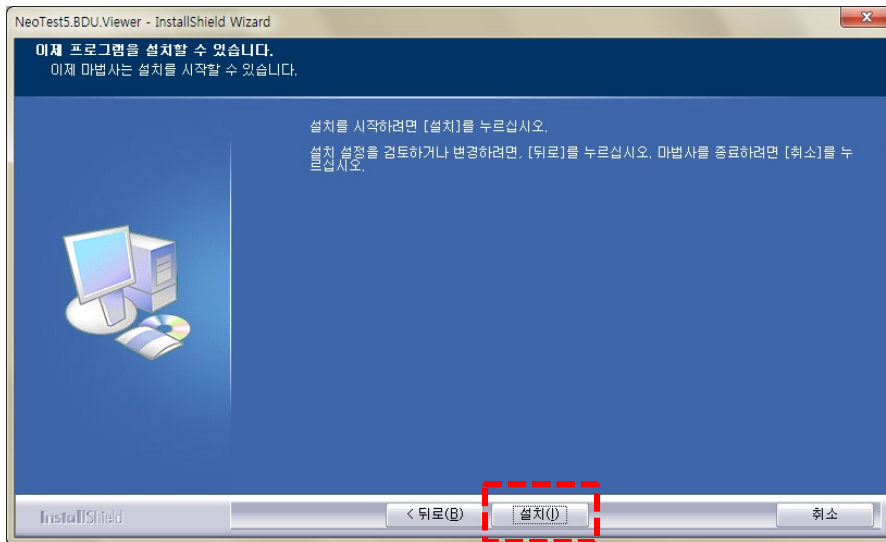 NeoTest5.BDU.Viewer - InstallShield Wizard
이제 프로그램을 설치할 수 있습니다.
이제 마법사는 설치를 시작할 수 있습니다.
설치를 시작하려면 [설치]를 누르십시오.
설치 설정을 검토하거나 변경하려면, [뒤로]를 누르십시오. 마법사를 종료하려면 [취소]를 누
르십시오.
InstallShield
< 뒤로(B)
설치(I)
취소